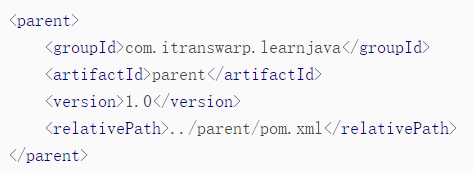 <parent>
    <groupId>com.itranswarp.learnjava</groupId>
    <artifactId>parent</artifactId>
    <version>1.0</version>
    <relativePath>../parent/pom.xml</relativePath>
</parent>